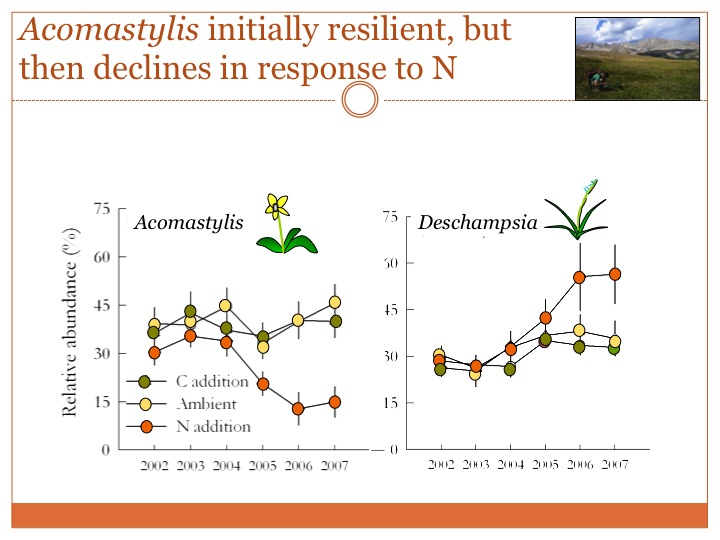 Acomastylis initially resilient, but
then declines in response to N
Relative abundance (%)
75
60
45
30
15
0
Acomastylis
C addition
Ambient
N addition
2002 2003 2004 2005 2006 2007
75
60
45
30
15
0
Deschampsia
2002 2003 2004 2005 2006 2007